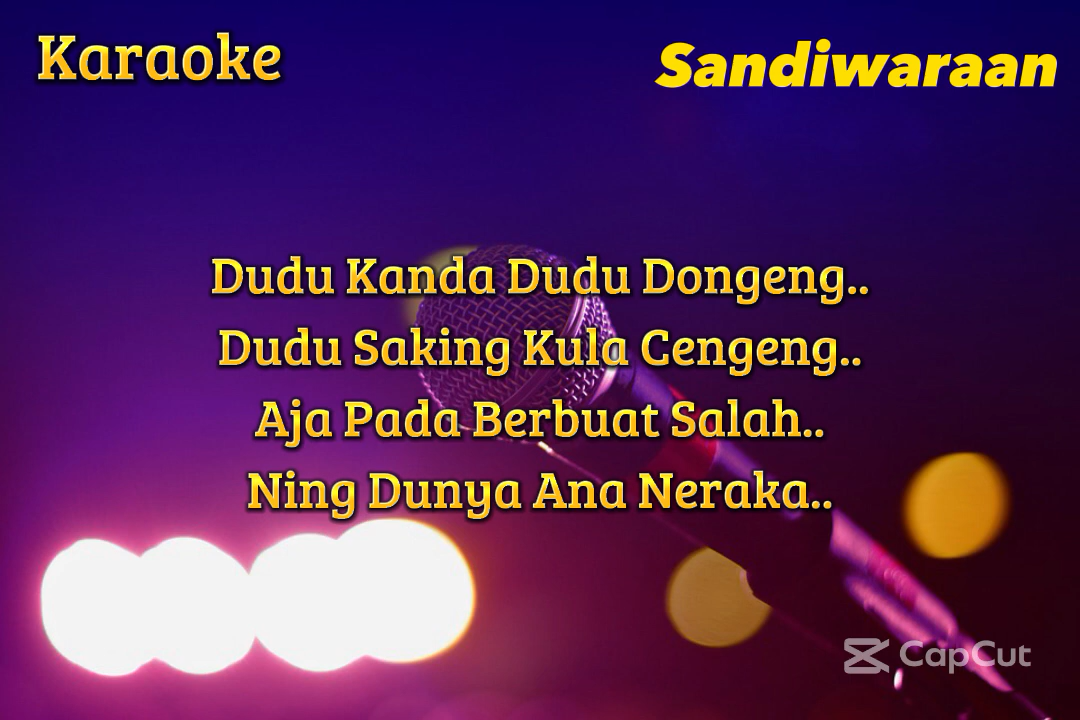 Karaoke
Sandiwaraan
Dudu Kanda Dudu Dongeng..
Dudu Saking Kula Cengeng..
Aja Pada Berbuat Salah..
Ning Dunya Ana Neraka..
CapCut